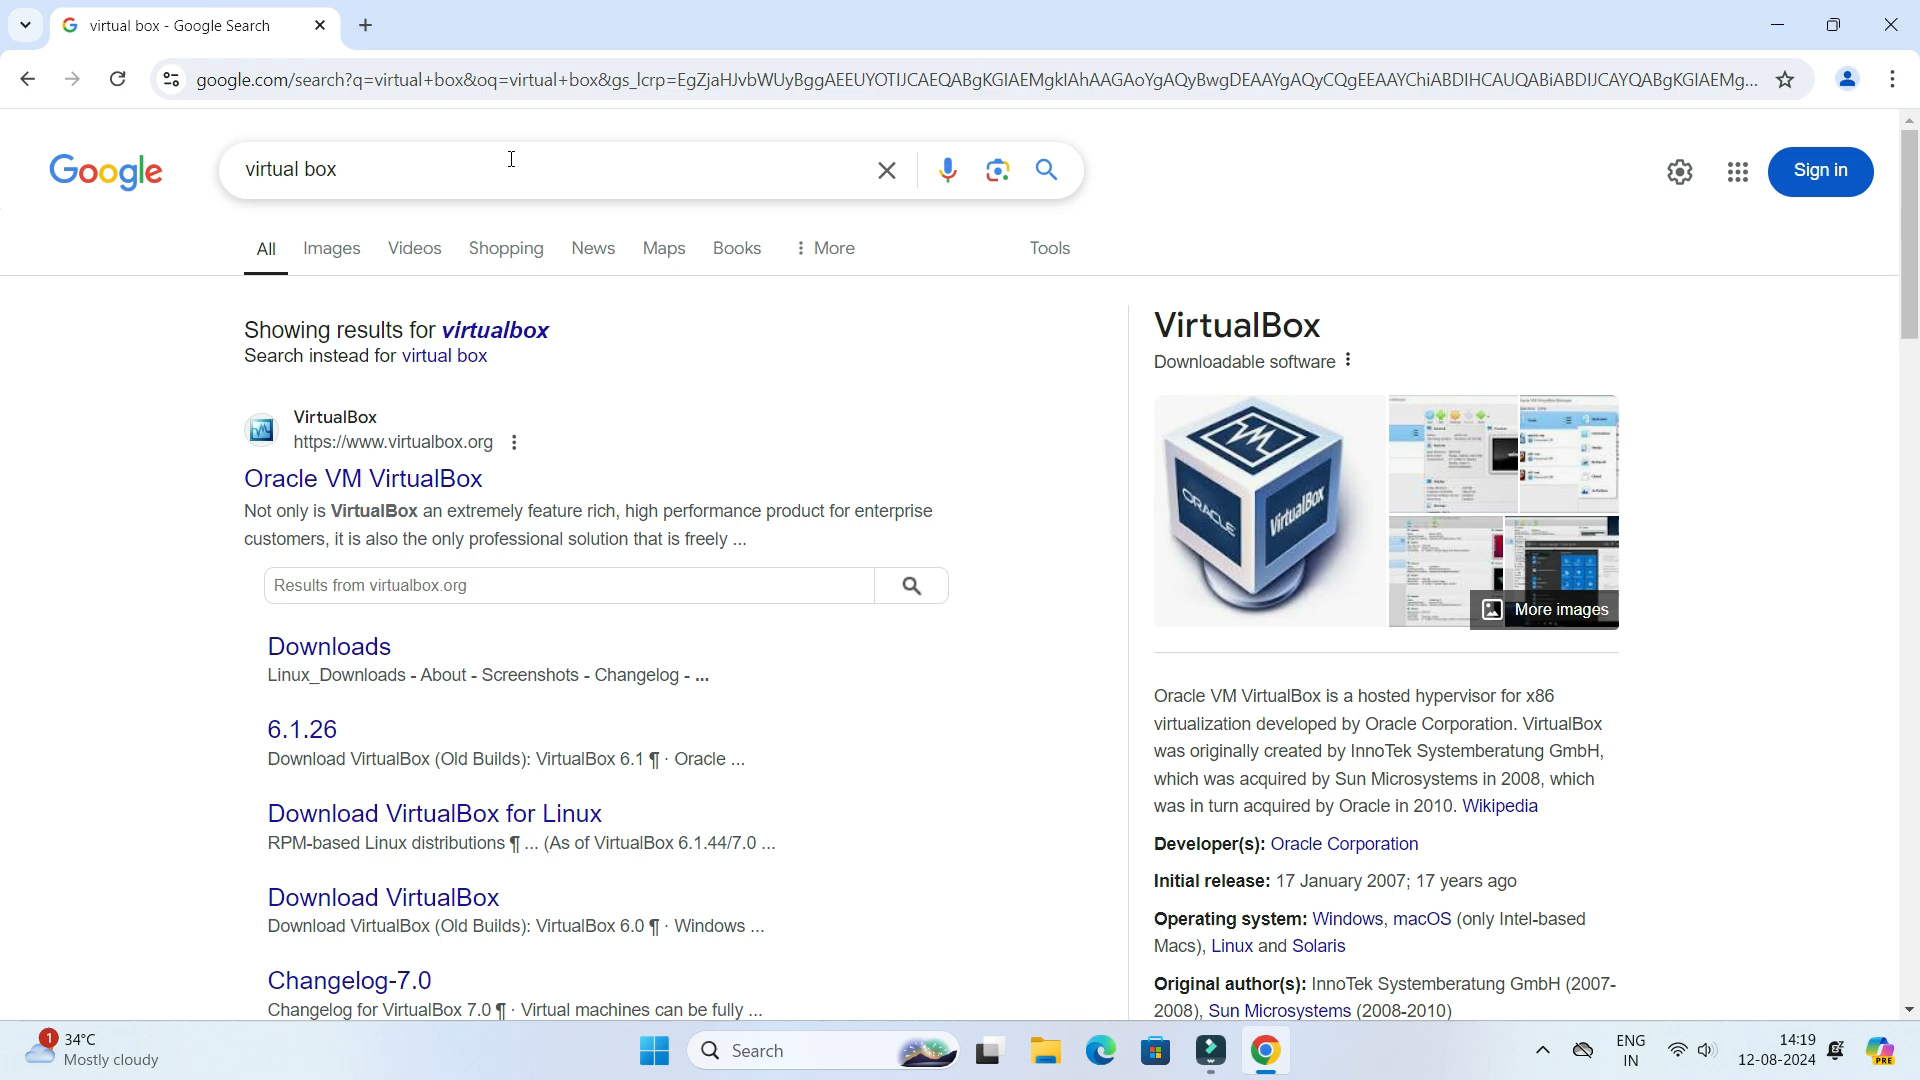 virtual box - Google Search
google.com/search?q=virtual+box&oq=virtual+box&gs_lcrp=EgZjaHJvbWUyBggAEEUYOTIJCAEQABgKGIAEMgkIAhAAGAoYgAQyBwgDEAAYgAQyCQgEEAAYChiABDIHCAUQABiABDIJCAYQABgKGIAEMg...
Google
virtual box
Sign in
All Images Videos Shopping News Maps Books More Tools
Showing results for virtualbox
Search instead for virtual box
VirtualBox
https://www.virtualbox.org
Oracle VM VirtualBox
Not only is VirtualBox an extremely feature rich, high performance product for enterprise
customers, it is also the only professional solution that is freely ...
Results from virtualbox.org
Downloads
Linux_Downloads - About - Screenshots - Changelog - ...
6.1.26
Download VirtualBox (Old Builds): VirtualBox 6.1 ¶ · Oracle ...
Download VirtualBox for Linux
RPM-based Linux distributions ¶ ... (As of VirtualBox 6.1.44/7.0 ...
Download VirtualBox
Download VirtualBox (Old Builds): VirtualBox 6.0 ¶ · Windows ...
Changelog-7.0
Changelog for VirtualBox 7.0 ¶ · Virtual machines can be fully ...
VirtualBox
Downloadable software
ORACLE
VirtualBox
More images
Oracle VM VirtualBox is a hosted hypervisor for x86
virtualization developed by Oracle Corporation. VirtualBox
was originally created by InnoTek Systemberatung GmbH,
which was acquired by Sun Microsystems in 2008, which
was in turn acquired by Oracle in 2010. Wikipedia
Developer(s): Oracle Corporation
Initial release: 17 January 2007; 17 years ago
Operating system: Windows, macOS (only Intel-based
Macs), Linux and Solaris
Original author(s): InnoTek Systemberatung GmbH (2007-
2008), Sun Microsystems (2008-2010)
1
34°C
Mostly cloudy
Search
ENG
IN
14:19
12-08-2024
PRE